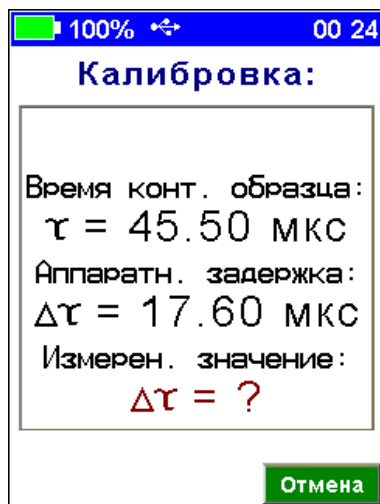 100% 00 24
Калибровка:
Время конт. образца:
τ = 45.50 мкс
Аппаратн. задержка:
Δτ = 17.60 мкс
Измерен. значение:
Δτ = ?
Отмена